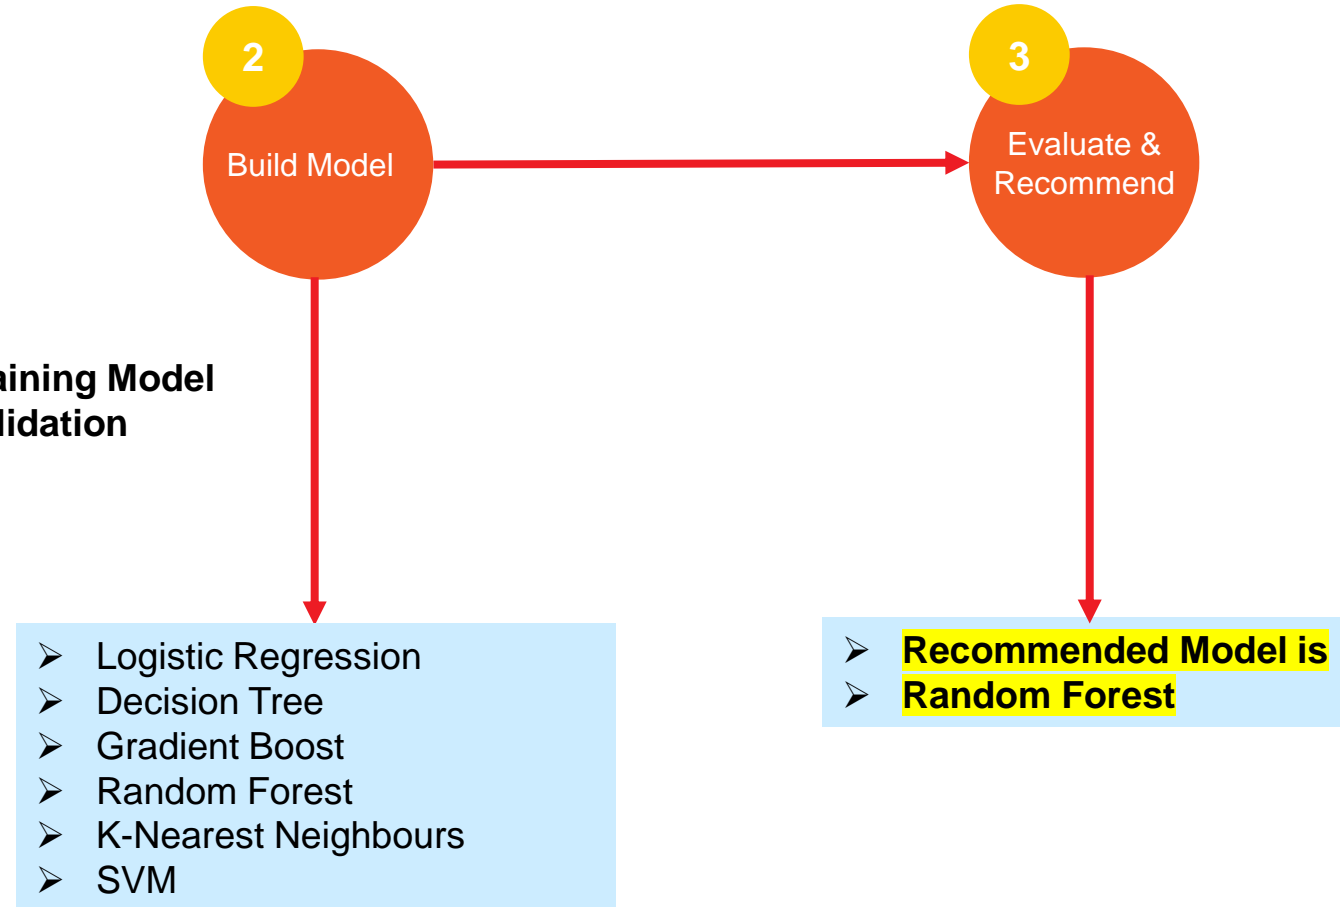 2
Build Model
3
Evaluate &
Recommend
aining Model
lidation
➢ Logistic Regression
➢ Decision Tree
➢ Gradient Boost
➢ Random Forest
➢ K-Nearest Neighbours
➢ SVM
➢ Recommended Model is
➢ Random Forest